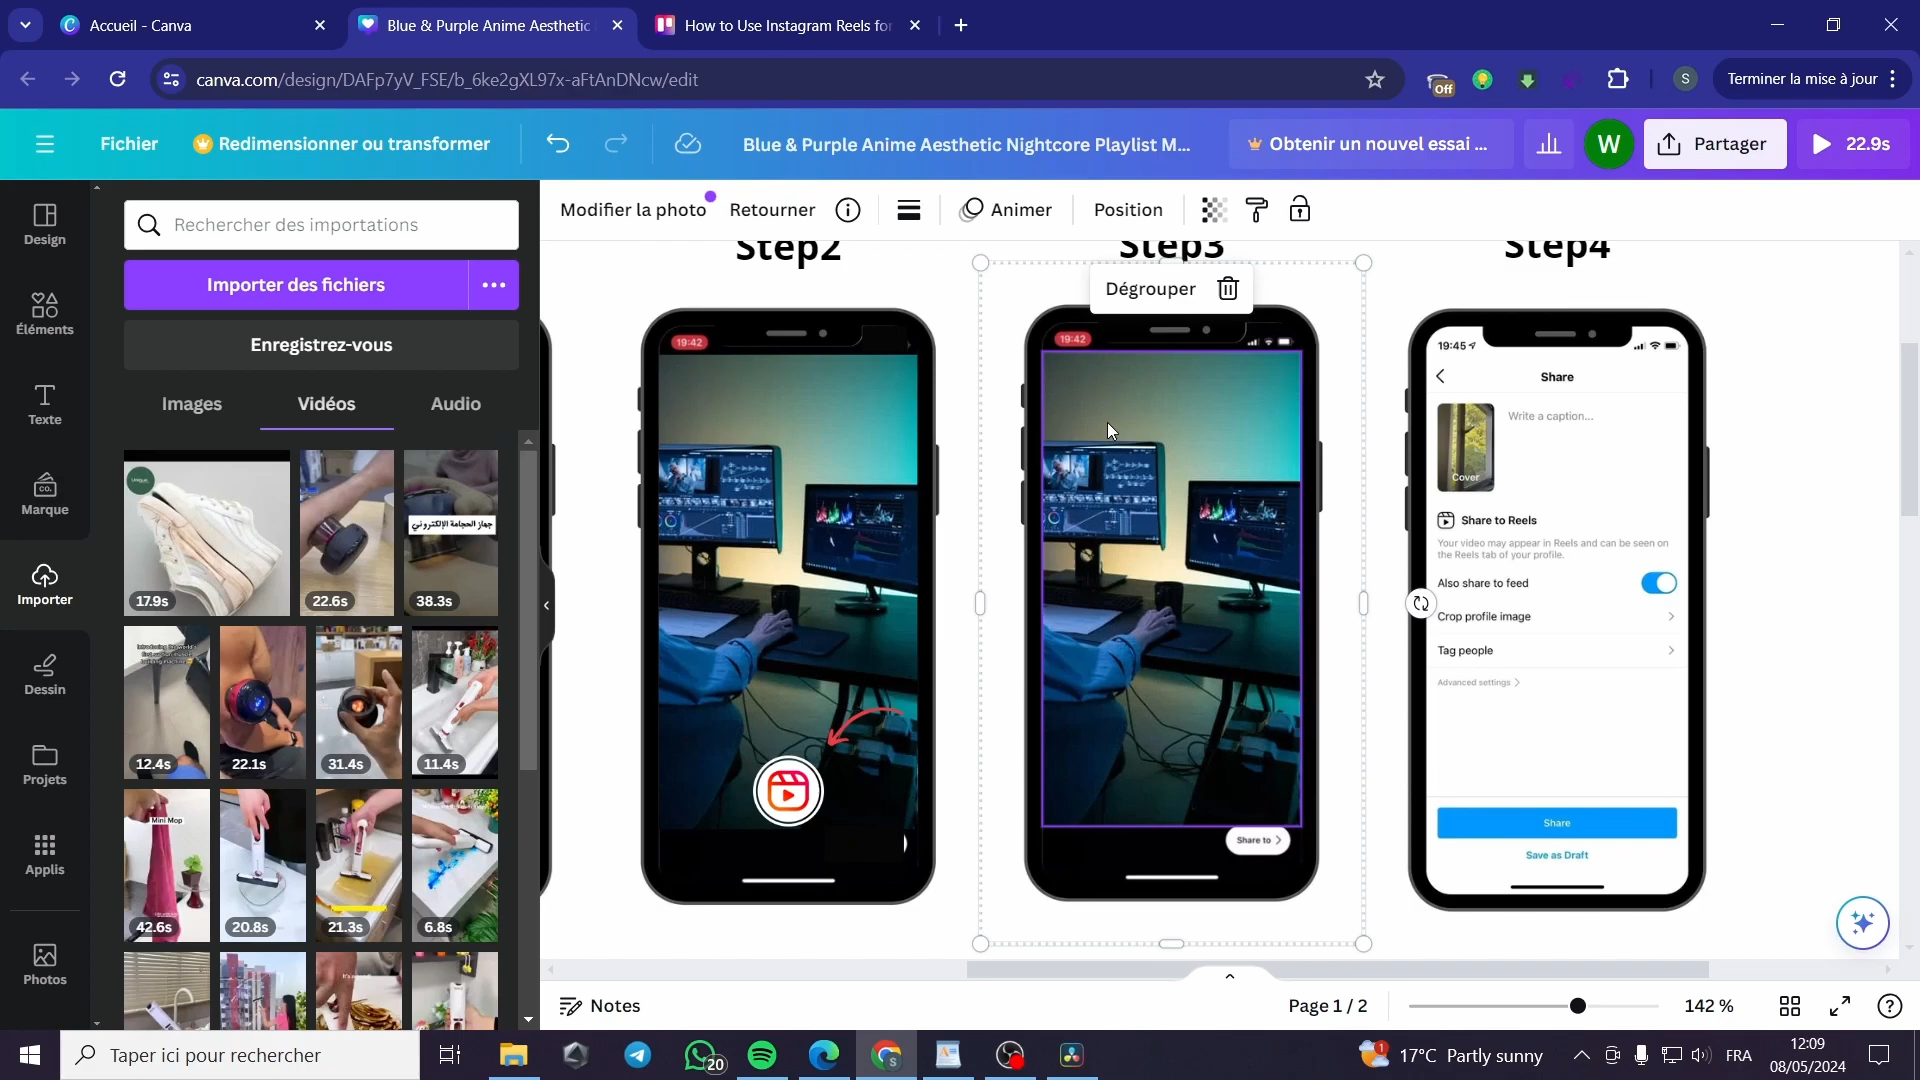 Accueil - Canva
Blue & Purple Anime Aesthetic
How to Use Instagram Reels for
canva.com/design/DAFp7yV_FSE/b_6ke2gXL97x-aFtAnDNcw/edit
Off
S
Terminer la mise à jour
Fichier
Redimensionner ou transformer
Blue & Purple Anime Aesthetic Nightcore Playlist M...
Obtenir un nouvel essai ...
W
Partager
22.9s
Design
Éléments
Texte
Marque
Importer
Dessin
Projets
Applis
Photos
Rechercher des importations
Importer des fichiers
Enregistrez-vous
Images
Vidéos
Audio
17.9s
22.6s
جهاز الحجامة الإلكتروني
38.3s
12.4s
22.1s
31.4s
11.4s
Mini Mop
42.6s
20.8s
21.3s
6.8s
Modifier la photo
Retourner
Animer
Position
Step2
Step3
Step4
Dégrouper
19:42
19:42
Share to
19:45
Share
Write a caption...
Cover
Share to Reels
Your video may appear in Reels and can be seen on
the Reels tab of your profile.
Also share to feed
Crop profile image
Tag people
Advanced settings
Share
Save as Draft
Notes
Page 1 / 2
142 %
Taper ici pour rechercher
20
1
17°C Partly sunny
FRA
12:09
08/05/2024